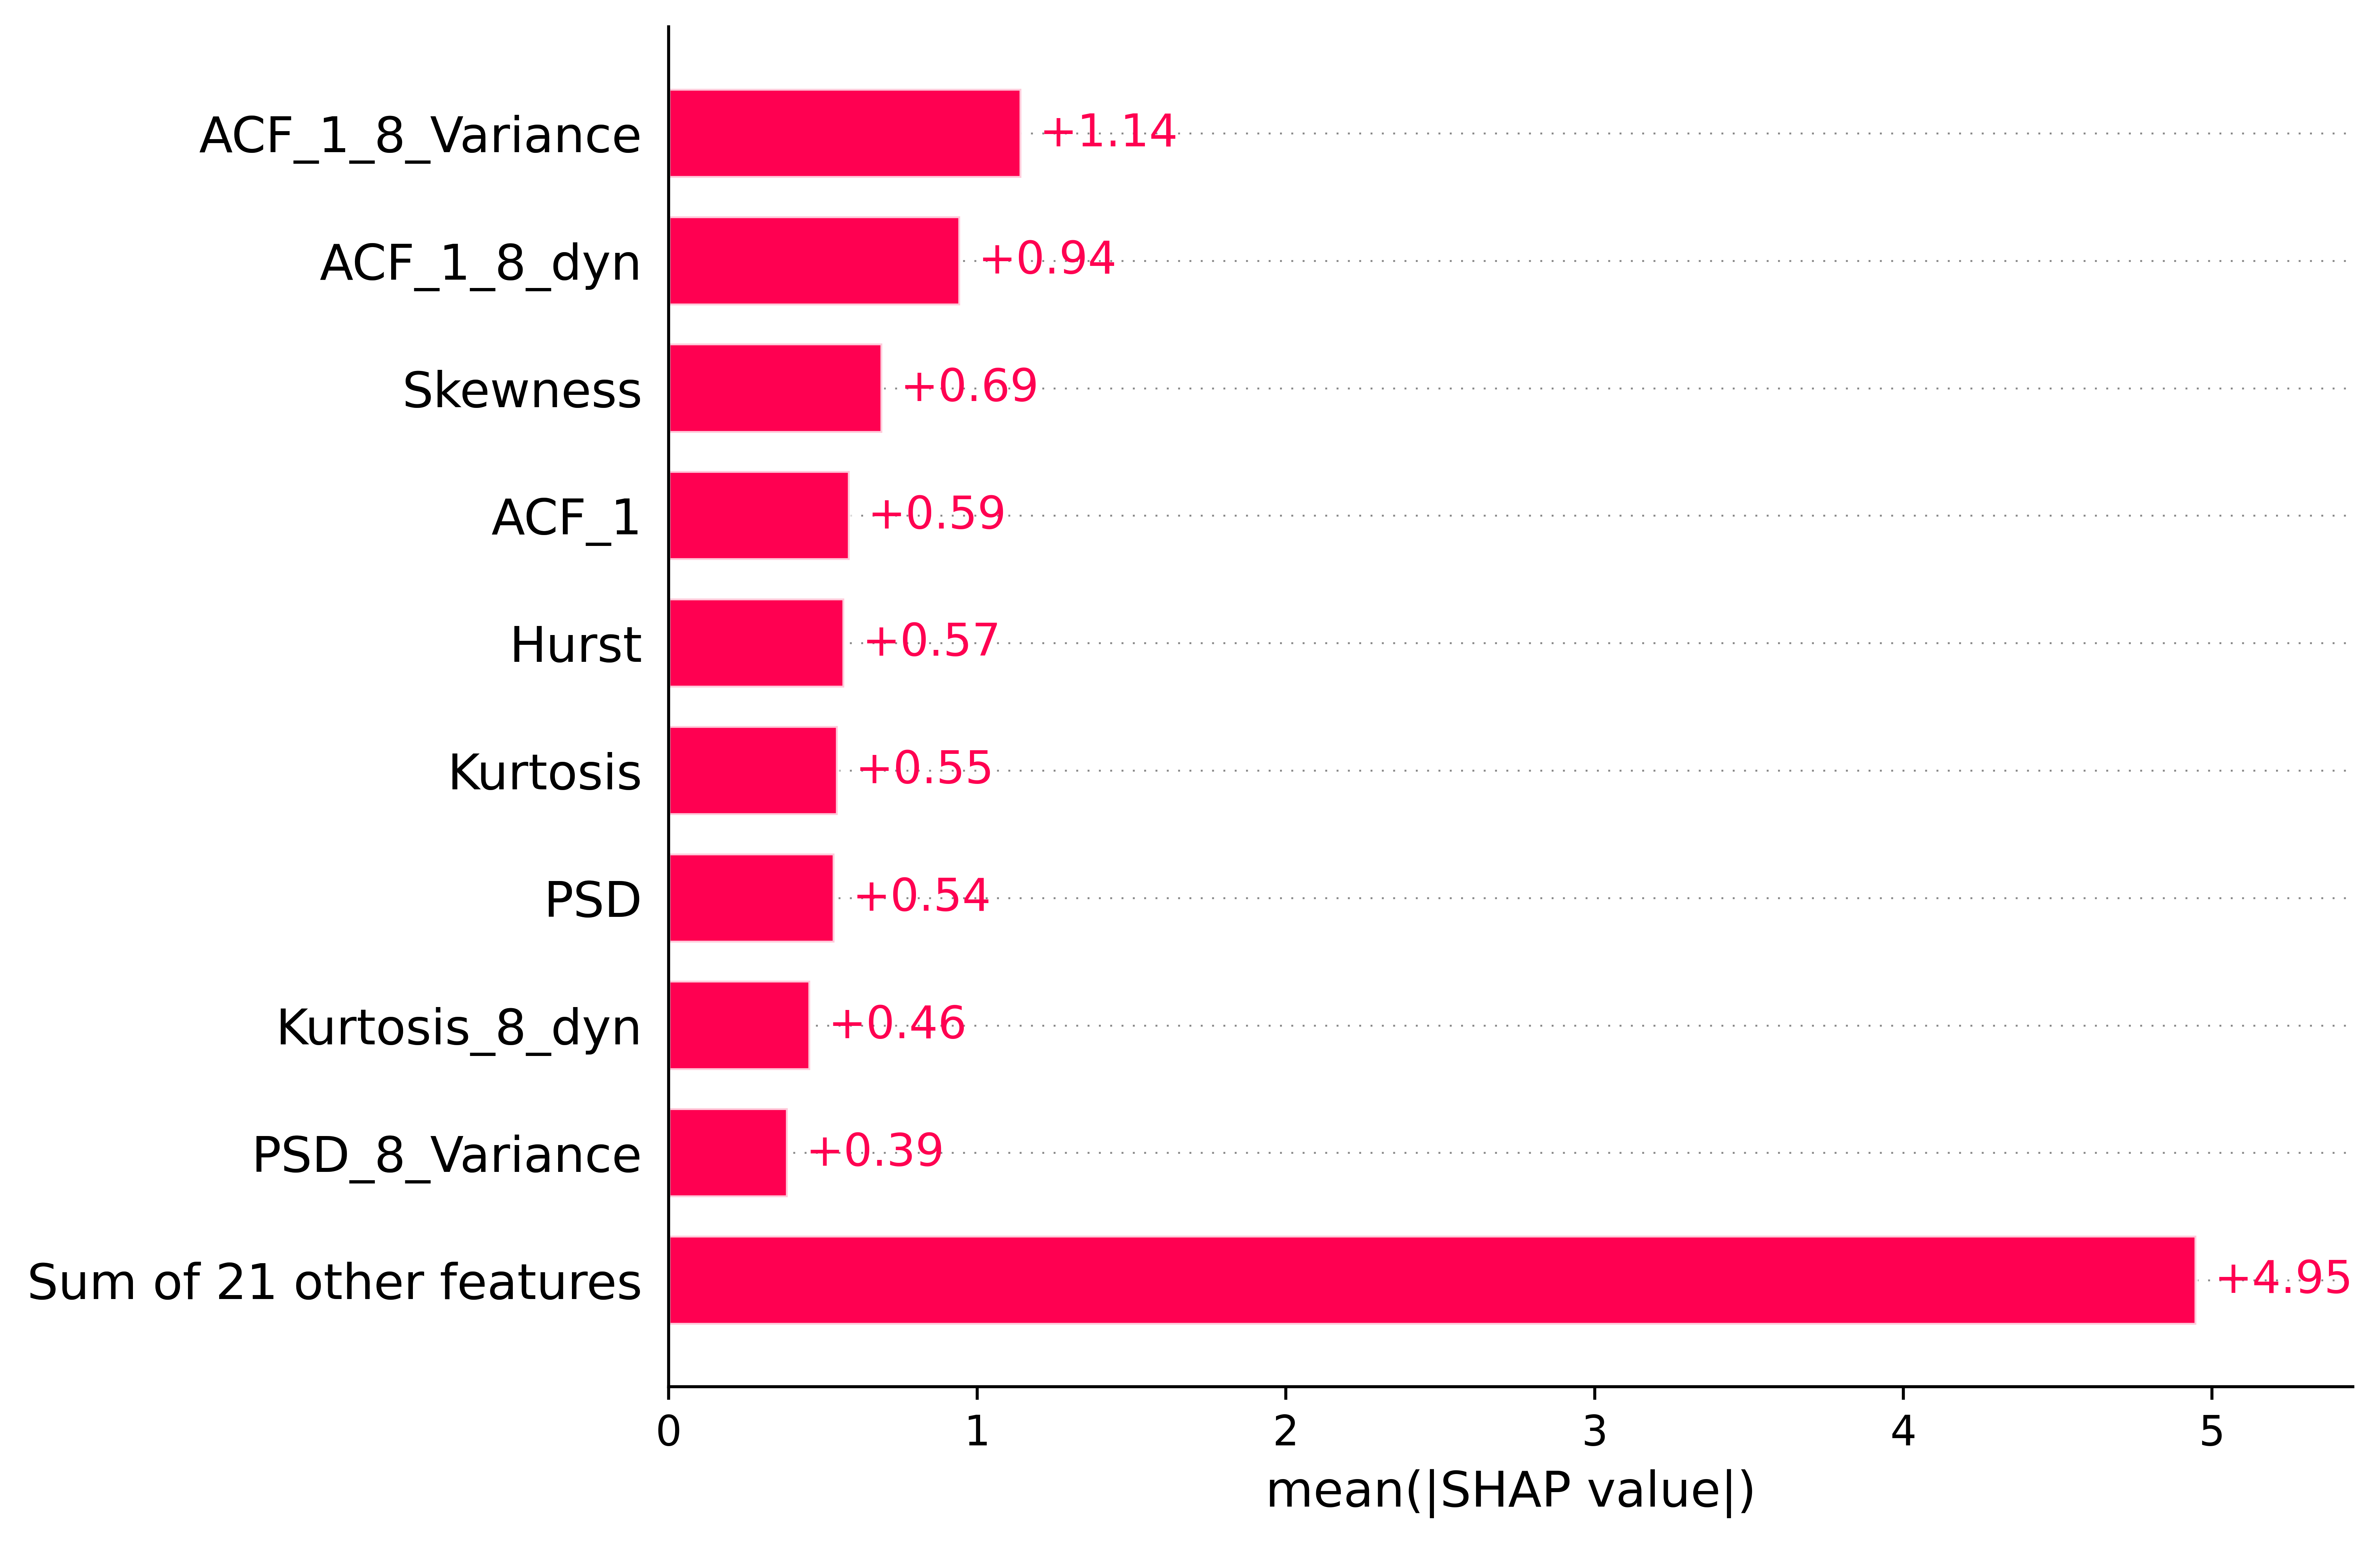 ACF_1_8_Variance +1.14
ACF_1_8_dyn +0.94
Skewness +0.69
ACF_1 +0.59
Hurst +0.57
Kurtosis +0.55
PSD +0.54
Kurtosis_8_dyn +0.46
PSD_8_Variance +0.39
Sum of 21 other features +4.95
0 1 2 3 4 5
mean(|SHAP value|)